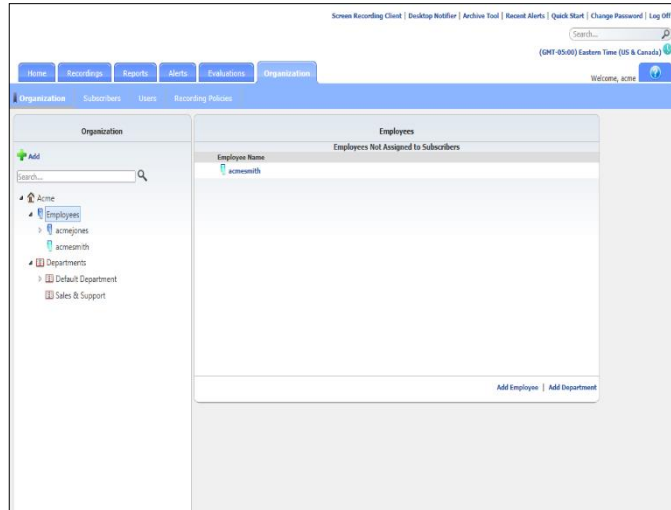 Screen Recording Client | Desktop Notifier | Archive Tool | Recent Alerts | Quick Start | Change Password | Log Off
Search...
(GMT-05:00) Eastern Time (US & Canada)
Home Recordings Reports Alerts Evaluations Organization
Welcome, acme
Organization Subscribers Users Recording Policies
Organization
Add
Search...
Acme
Employees
acmejones
acmesmith
Departments
Default Department
Sales & Support
Employees
Employees Not Assigned to Subscribers
Employee Name
acmesmith
Add Employee | Add Department